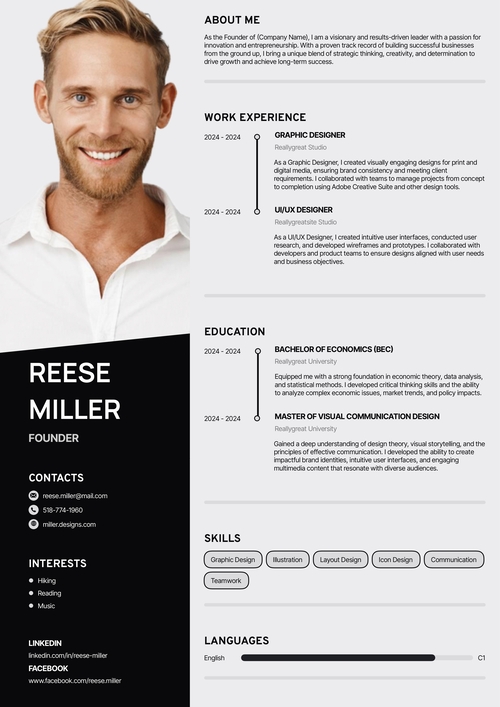 ABOUT ME
As the Founder of (Company Name), I am a visionary and results-driven leader with a passion for
innovation and entrepreneurship. With a proven track record of building successful businesses
from the ground up, I bring a unique blend of strategic thinking, creativity, and determination to
drive growth and achieve long-term success.
WORK EXPERIENCE
2024 - 2024
GRAPHIC DESIGNER
Reallygreat Studio
As a Graphic Designer, I created visually engaging designs for print and
digital media, ensuring brand consistency and meeting client
requirements. I collaborated with teams to manage projects from concept
to completion using Adobe Creative Suite and other design tools.
2024 - 2024
UI/UX DESIGNER
Reallygreatsite Studio
As a UI/UX Designer, I created intuitive user interfaces, conducted user
research, and developed wireframes and prototypes. I collaborated with
developers and product teams to ensure designs aligned with user needs
and business objectives.
EDUCATION
2024 - 2024
BACHELOR OF ECONOMICS (BEC)
Reallygreat University
Equipped me with a strong foundation in economic theory, data analysis,
and statistical methods. I developed critical thinking skills and the ability
to analyze complex economic issues, market trends, and policy impacts.
2024 - 2024
MASTER OF VISUAL COMMUNICATION DESIGN
Reallygreat University
Gained a deep understanding of design theory, visual storytelling, and the
principles of effective communication. I developed the ability to create
impactful brand identities, intuitive user interfaces, and engaging
multimedia content that resonate with diverse audiences.
SKILLS
Graphic Design
Illustration
Layout Design
Icon Design
Communication
Teamwork
LANGUAGES
English
C1
REESE
MILLER
FOUNDER
CONTACTS
reese.miller@mail.com
518-774-1960
miller.designs.com
INTERESTS
Hiking
Reading
Music
LINKEDIN
linkedin.com/in/reese-miller
FACEBOOK
www.facebook.com/reese.miller